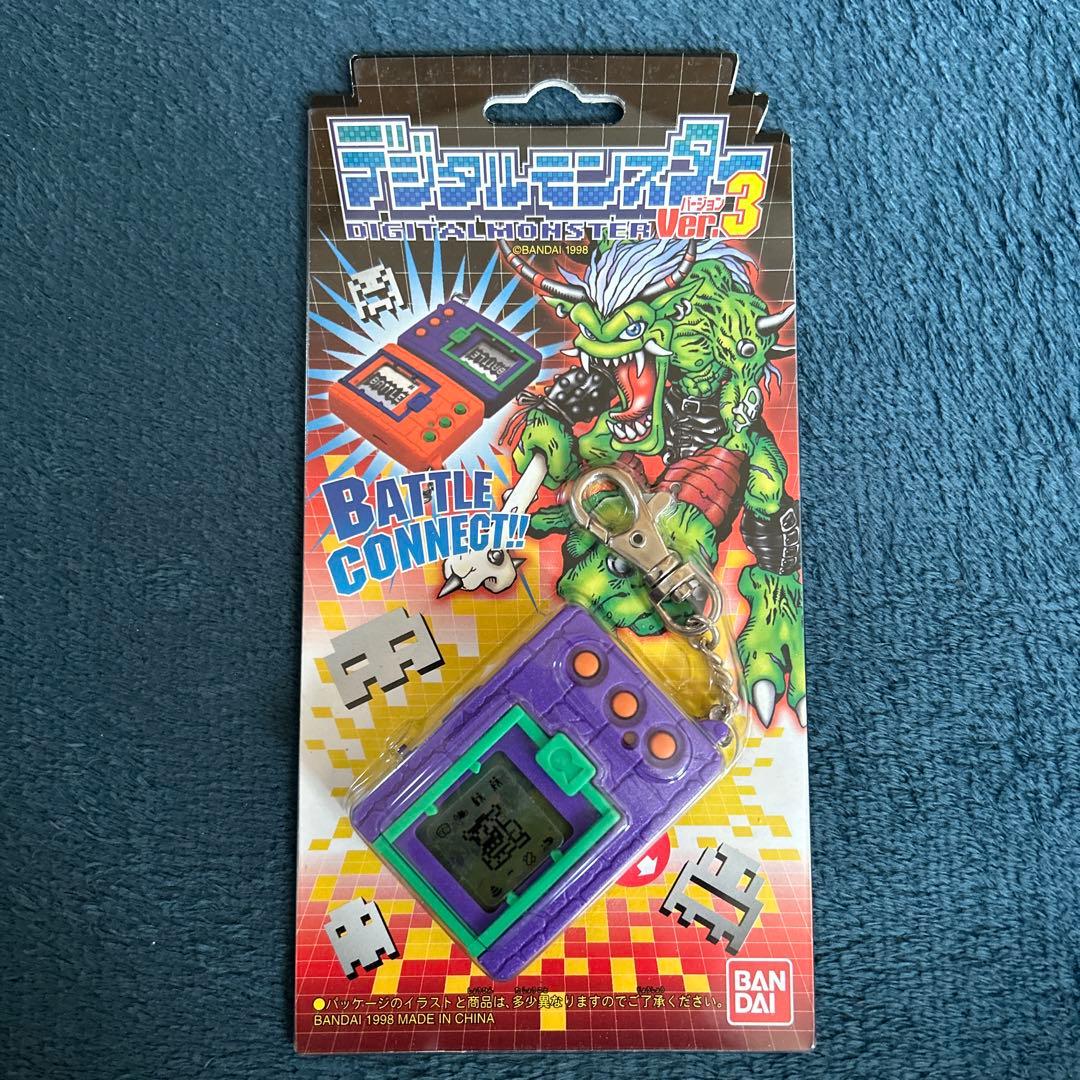 デジタルモンスター
DIGITALMONSTER
バージョン
Ver.3
©BANDAI 1998
BATTLE
BATTLE
BATTLE
CONNECT!!
●パッケージのイラストと商品は、多少異なりますのでご了承ください。
BANDAI 1998 MADE IN CHINA
BAN
DAI